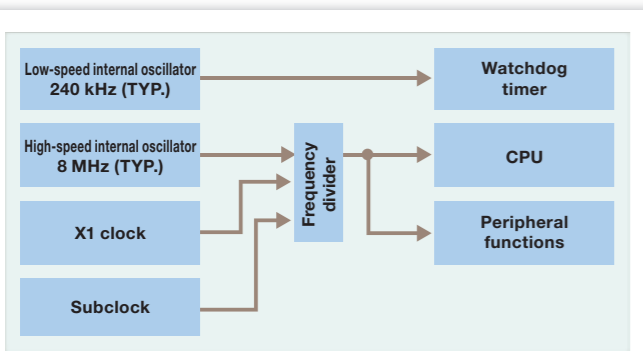 Low-speed internal oscillator
240 kHz (TYP.)
Watchdog
timer
High-speed internal oscillator
8 MHz (TYP.)
Frequency
divider
CPU
X1 clock
Peripheral
functions
Subclock